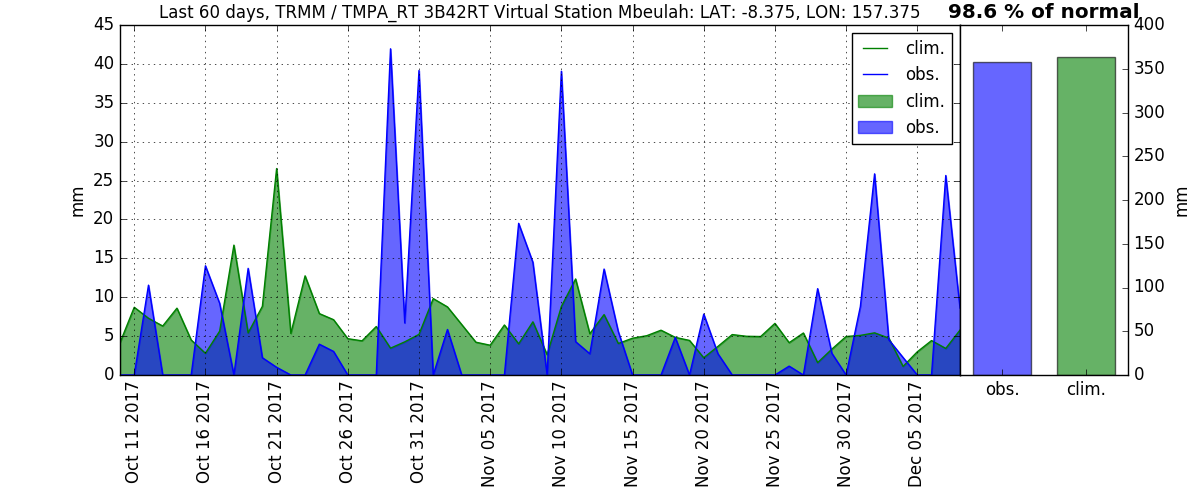 Last 60 days, TRMM / TMPA_RT 3B42RT Virtual Station Mbeulah: LAT: -8.375, LON: 157.375
98.6 % of normal
45
40
35
30
25
20
15
10
5
0
mm
clim.
obs.
clim.
obs.
Oct 11 2017
Oct 16 2017
Oct 21 2017
Oct 26 2017
Oct 31 2017
Nov 05 2017
Nov 10 2017
Nov 15 2017
Nov 20 2017
Nov 25 2017
Nov 30 2017
Dec 05 2017
400
350
300
250
200
150
100
50
0
mm
obs.
clim.